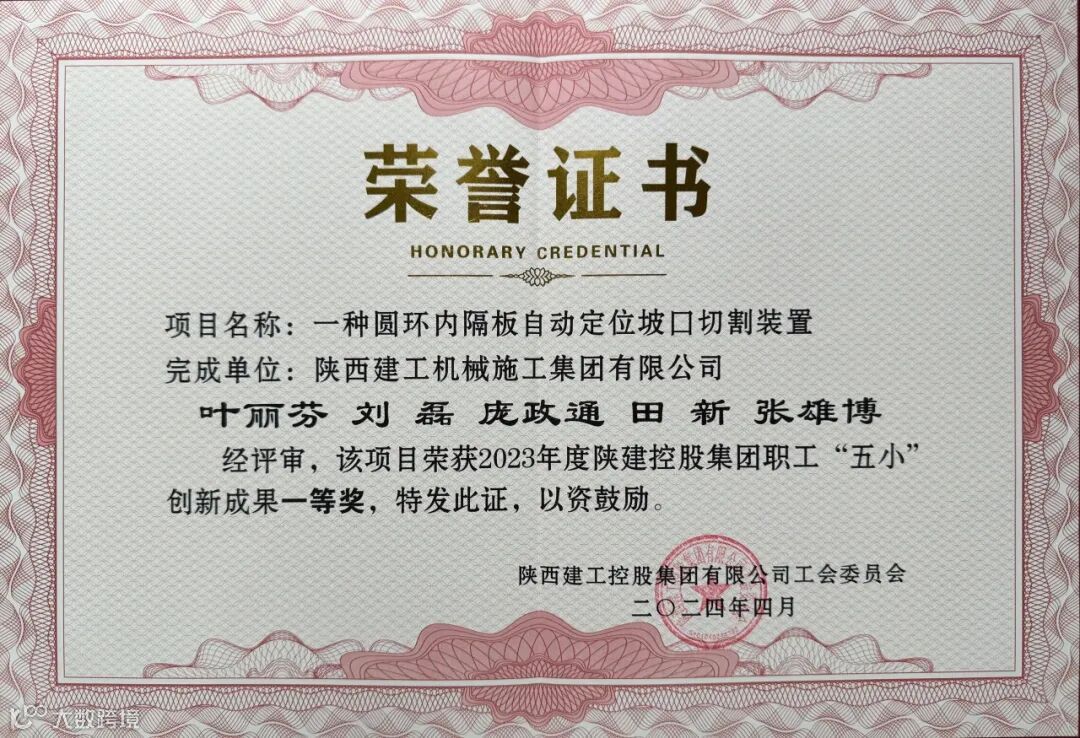 荣誉证书
HONORARY CREDENTIAL
项目名称：一种圆环内隔板自动定位坡口切割装置
完成单位：陕西建工机械施工集团有限公司
叶丽芬 刘 磊 庞政通 田 新 张雄博
经评审，该项目荣获2023年度陕建控股集团职工“五小”
创新成果一等奖，特发此证，以资鼓励。
陕西建工控股集团有限公司工会委员会
二〇二四年四月
大数跨境